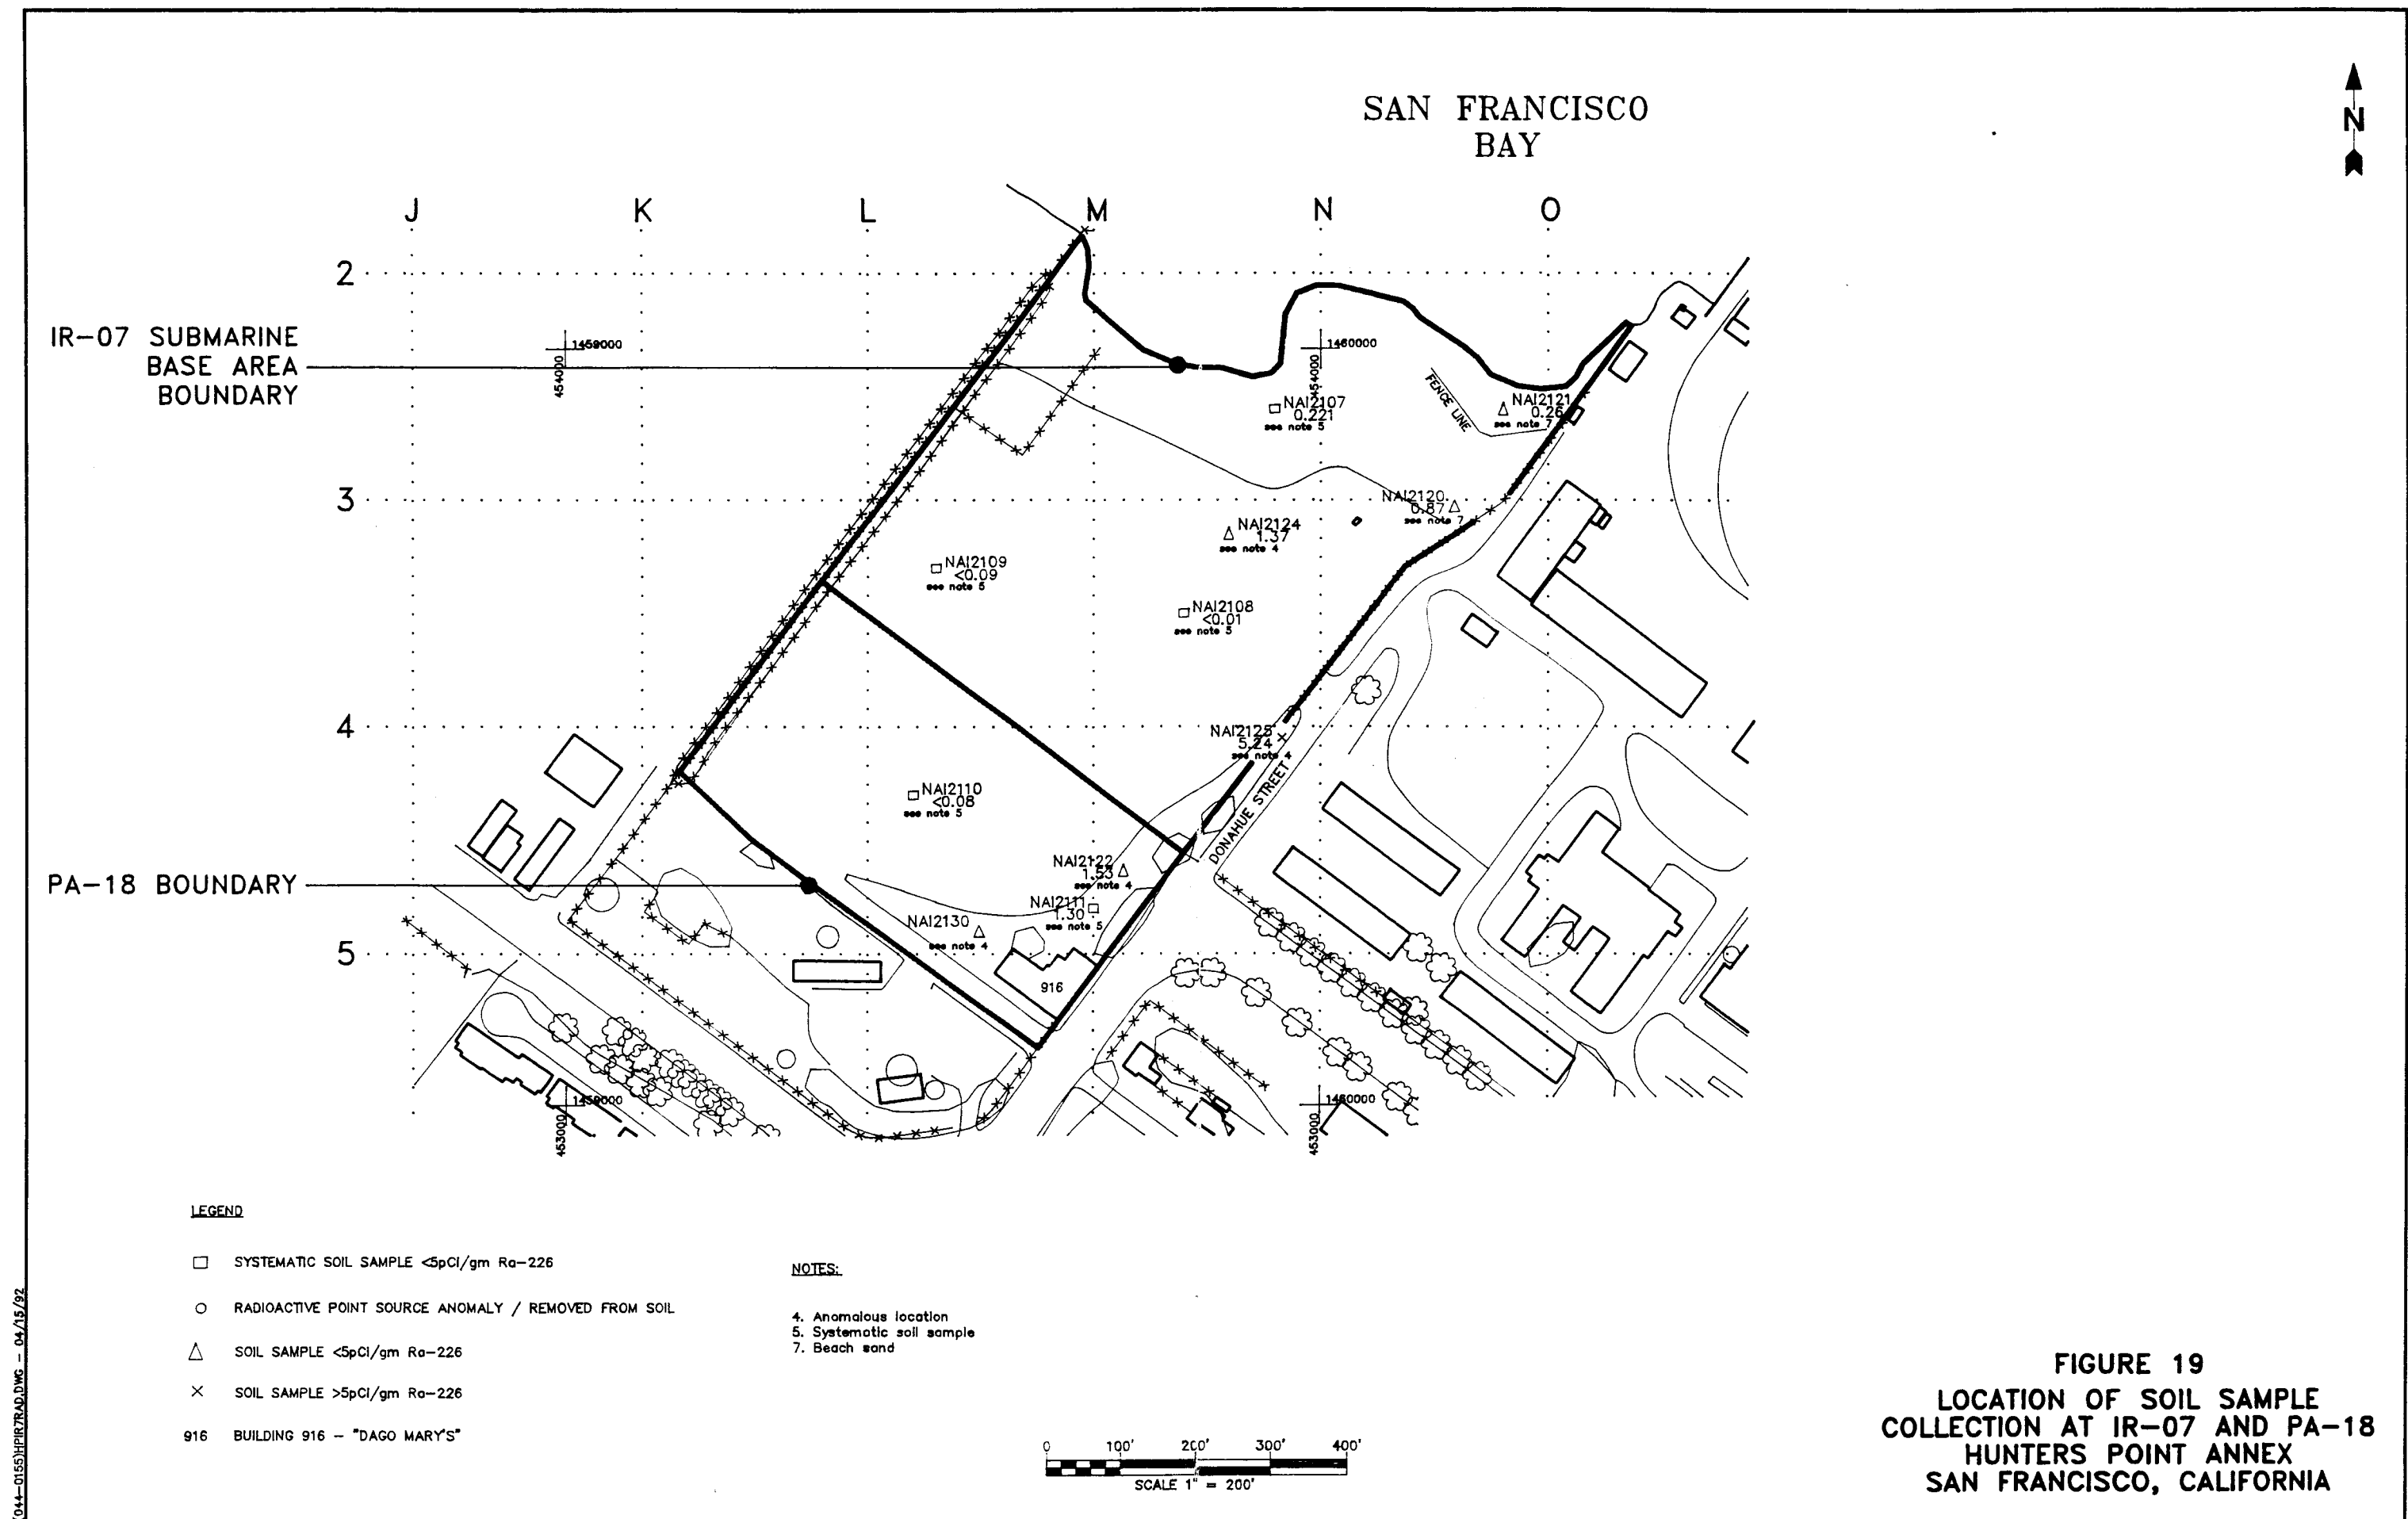 SAN FRANCISCO
BAY
N
J K L M N O
2
IR-07 SUBMARINE
BASE AREA
BOUNDARY
1459000
454000
1460000
454000
FENCE LINE
NAI2107
0.221
see note 5
NAI2121
0.26
see note 7
3
NAI2120
0.87
see note 7
NAI2124
1.37
see note 4
NAI2109
<0.09
see note 5
NAI2108
<0.01
see note 5
4
NAI2125
5.24
see note 4
DONAHUE STREET
NAI2110
<0.08
see note 5
NAI2122
1.53
see note 4
PA-18 BOUNDARY
NAI2111
1.30
see note 5
NAI2130
see note 4
5
916
1459000
453000
1460000
453000
LEGEND
SYSTEMATIC SOIL SAMPLE <5pCi/gm Ra-226
RADIOACTIVE POINT SOURCE ANOMALY / REMOVED FROM SOIL
SOIL SAMPLE <5pCi/gm Ra-226
SOIL SAMPLE >5pCi/gm Ra-226
916 BUILDING 916 - "DAGO MARY'S"
NOTES:
4. Anomalous location
5. Systematic soil sample
7. Beach sand
0 100' 200' 300' 400'
SCALE 1" = 200'
FIGURE 19
LOCATION OF SOIL SAMPLE
COLLECTION AT IR-07 AND PA-18
HUNTERS POINT ANNEX
SAN FRANCISCO, CALIFORNIA
(044-0155)HPIR7RAD.DWG - 04/15/92